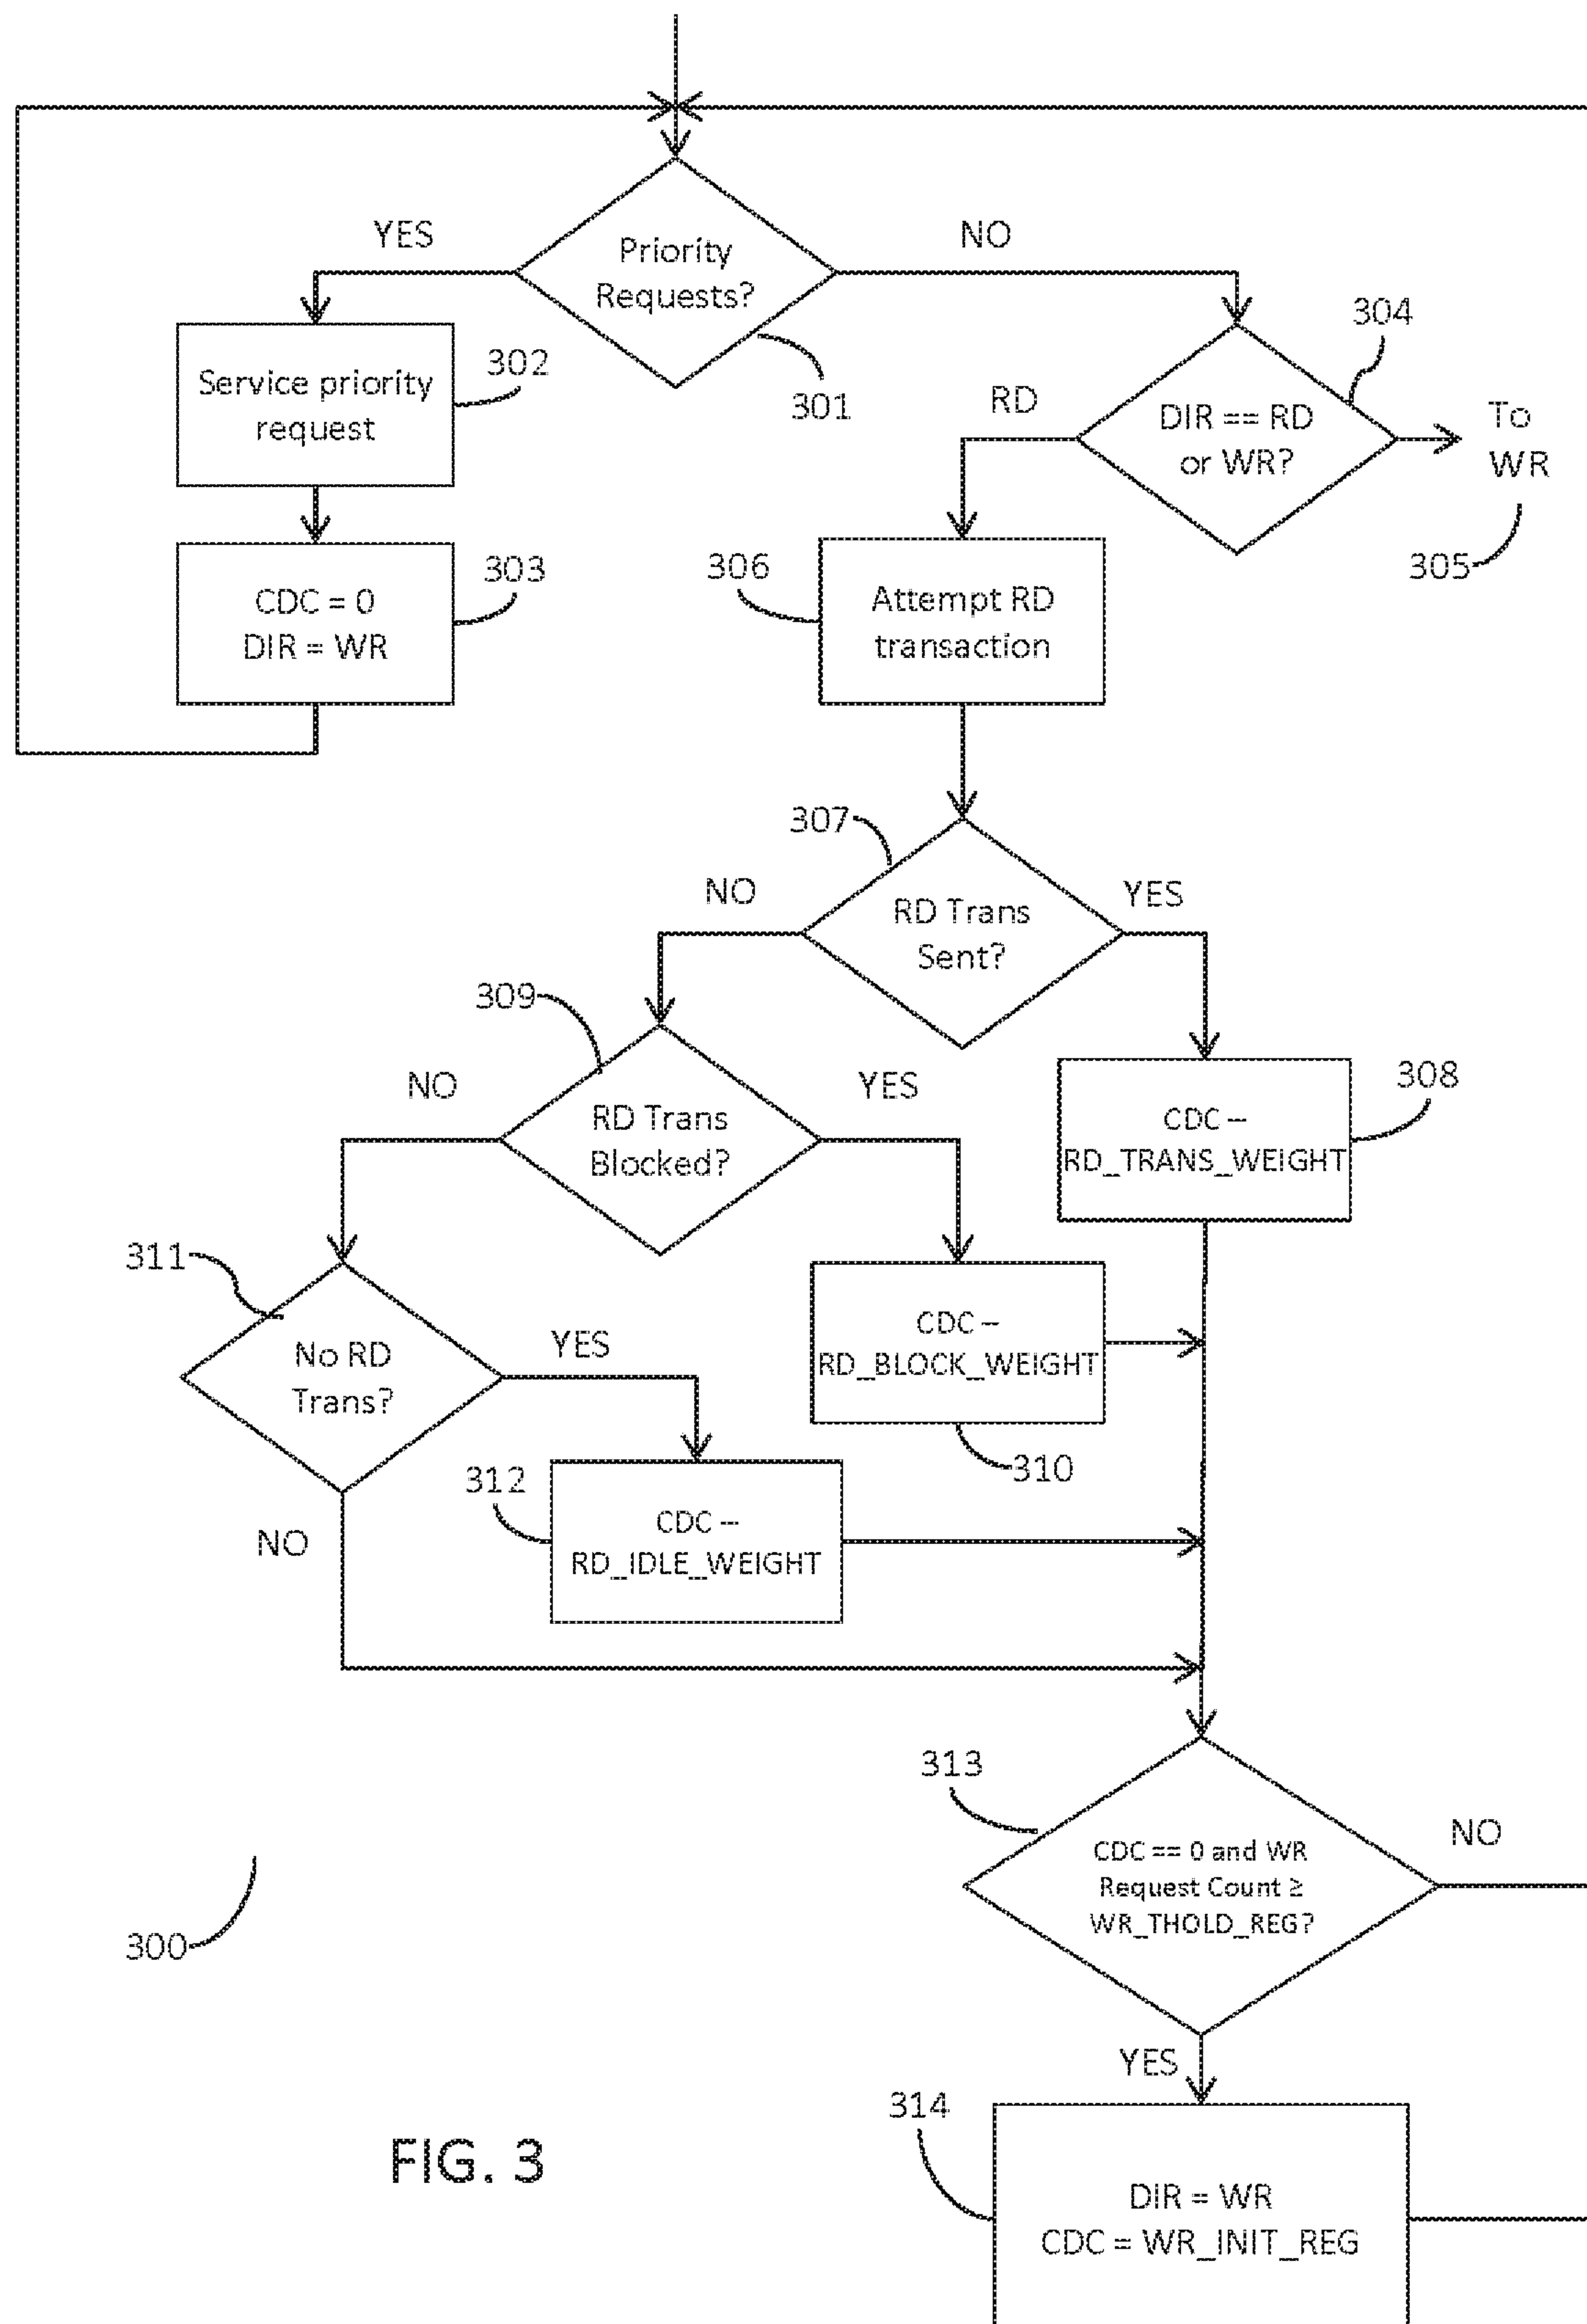 YES
NO
Priority
Requests?
301
Service priority
request
302
304
RD
DIR == RD
or WR?
To
WR
305
CDC = 0
DIR = WR
303
306
Attempt RD
transaction
307
NO
YES
RD Trans
Sent?
309
NO
YES
RD Trans
Blocked?
308
CDC –
RD_TRANS_WEIGHT
311
No RD
Trans?
YES
NO
CDC –
RD_BLOCK_WEIGHT
310
312
CDC –
RD_IDLE_WEIGHT
313
CDC == 0 and WR
Request Count ≥
WR_THOLD_REG?
NO
YES
300
314
DIR = WR
CDC = WR_INIT_REG
FIG. 3